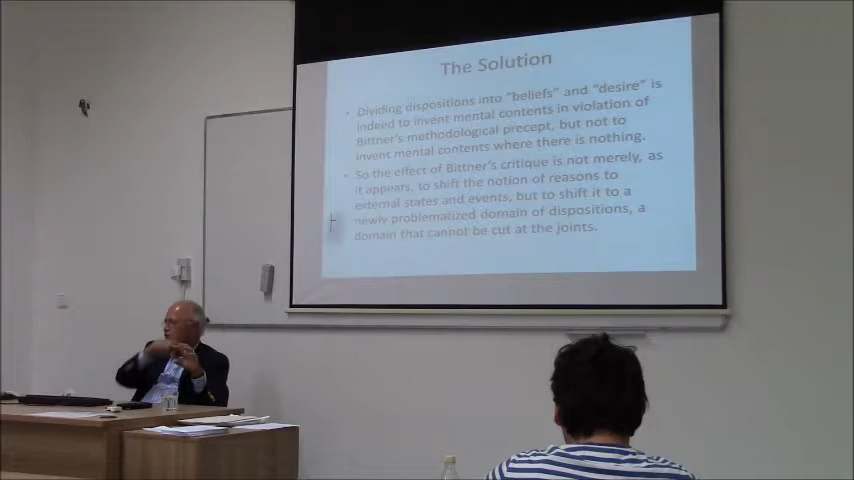 The Solution
• Dividing dispositions into "beliefs" and "desire" is
indeed to invent mental contents in violation of
Bittner's methodological precept, but not to
invent mental contents where there is nothing.
• So the effect of Bittner's critique is not merely, as
it appears, to shift the notion of reasons to
external states and events, but to shift it to a
newly problematized domain of dispositions, a
domain that cannot be cut at the joints.